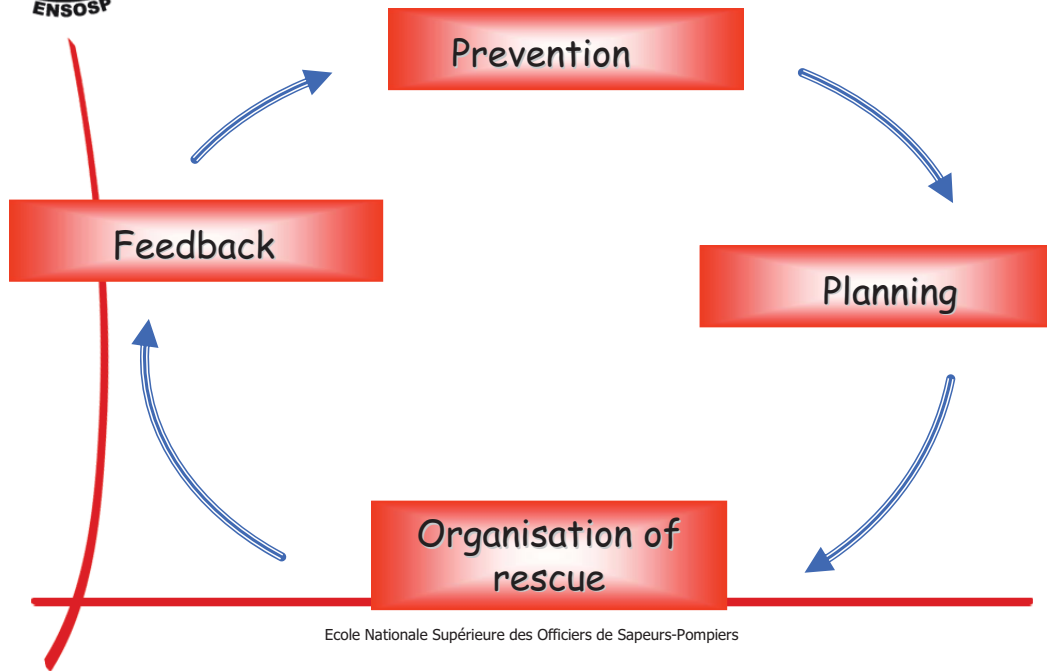 ENSOSP
Prevention
Feedback
Planning
Organisation of
rescue
Ecole Nationale Supérieure des Officiers de Sapeurs-Pompiers